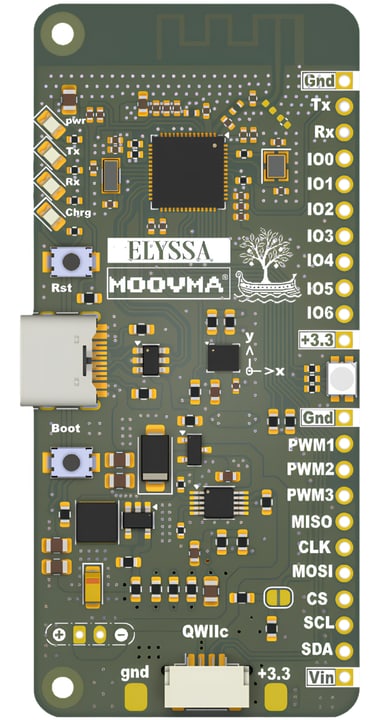 Gnd
Tx
pwr
Rx
Tx
IO0
Rx
IO1
Chrg
IO2
IO3
ELYSSA
IO4
MOOVMA®
Rst
IO5
IO6
+3.3
y
x
Gnd
Boot
PWM1
PWM2
PWM3
MISO
CLK
MOSI
CS
SCL
QWIIc
SDA
gnd
+3.3
Vin